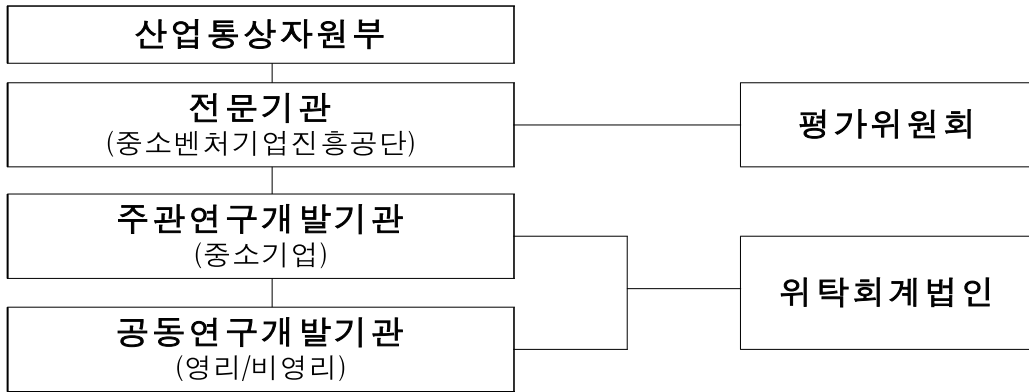 산업통상자원부
전문기관
(중소벤처기업진흥공단)
평가위원회
주관연구개발기관
(중소기업)
위탁회계법인
공동연구개발기관
(영리/비영리)